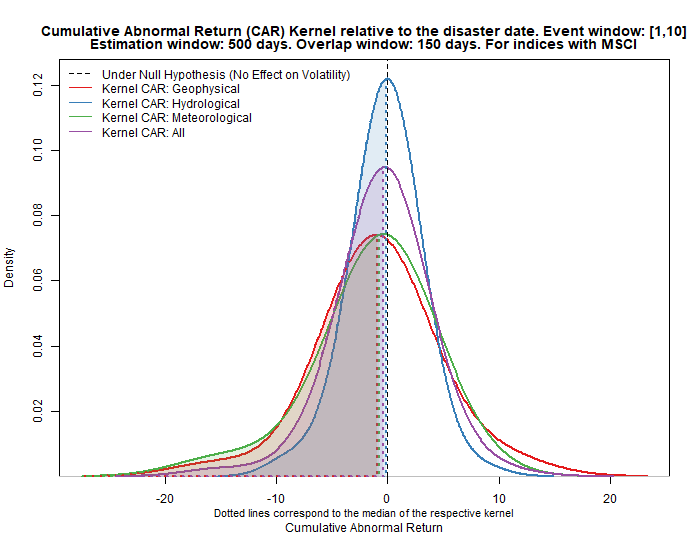 Cumulative Abnormal Return (CAR) Kernel relative to the disaster date. Event window: [1,10]
Estimation window: 500 days. Overlap window: 150 days. For indices with MSCI
Under Null Hypothesis (No Effect on Volatility)
Kernel CAR: Geophysical
Kernel CAR: Hydrological
Kernel CAR: Meteorological
Kernel CAR: All
Density
0.12
0.10
0.08
0.06
0.04
0.02
-20 -10 0 10 20
Dotted lines correspond to the median of the respective kernel
Cumulative Abnormal Return